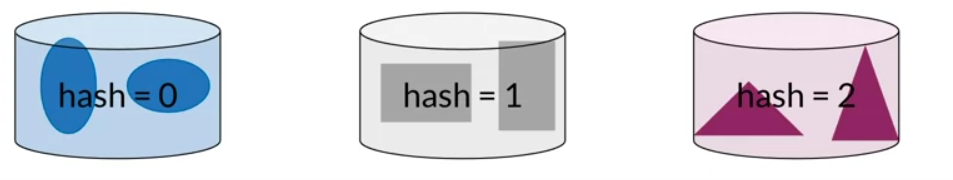 hash = 0
hash = 1
hash = 2